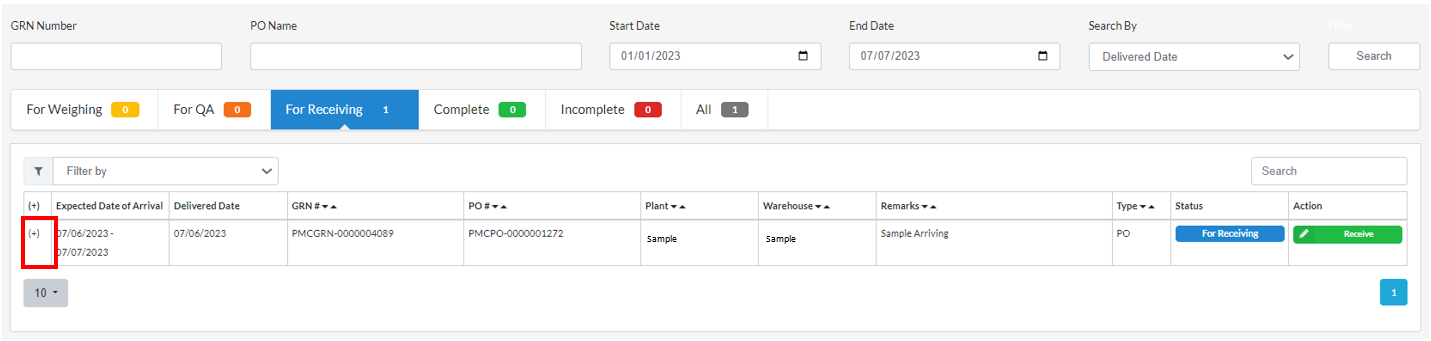 GRN Number PO Name Start Date End Date Search By Filter
01/01/2023 07/07/2023 Delivered Date Search
For Weighing 0 For QA 0 For Receiving 1 Complete 0 Incomplete 0 All 1
Filter by Search
(+) Expected Date of Arrival Delivered Date GRN # PO # Plant Warehouse Remarks Type Status Action
(+) 07/06/2023 - 07/06/2023 PMCGRN-0000004089 PMCPO-0000001272 Sample Sample Sample Arriving PO For Receiving Receive
07/07/2023
10 1